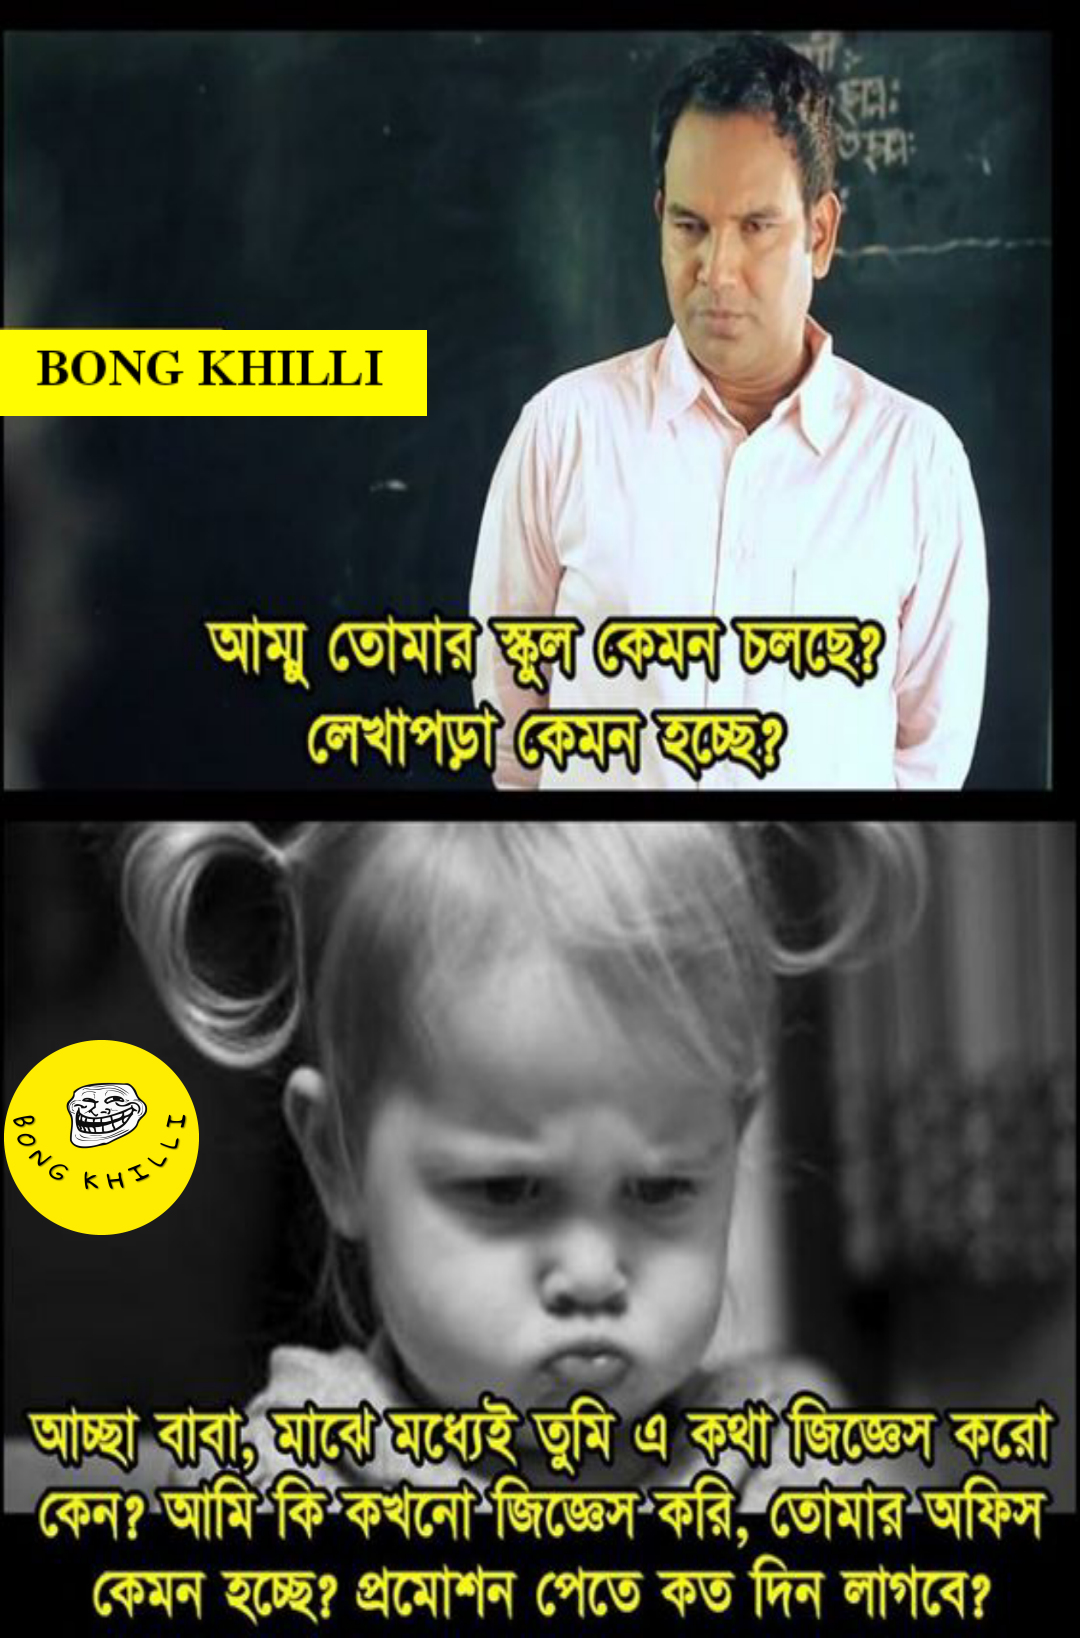 ছাত্র:
BONG KHILLI
আম্মু তোমার স্কুল কেমন চলছে?
লেখাপড়া কেমন হচ্ছে?
BONG KHILLI
আচ্ছা বাবা, মাঝে মধ্যেই তুমি এ কথা জিজ্ঞেস করো
কেন? আমি কি কখনো জিজ্ঞেস করি, তোমার অফিস
কেমন হচ্ছে? প্রমোশন পেতে কত দিন লাগবে?